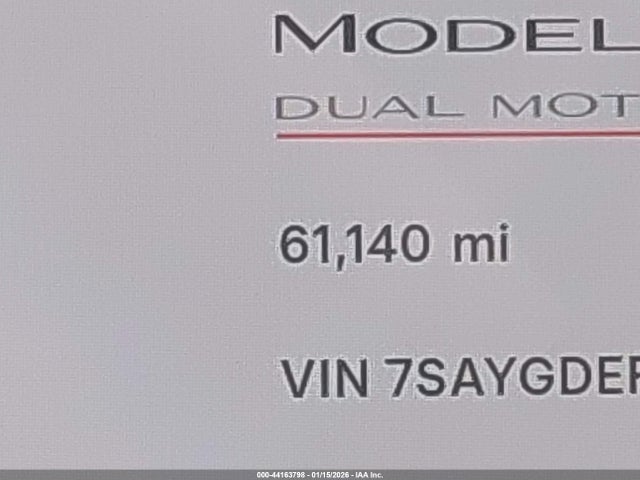 MODEL
DUAL MOT
61,140 mi
VIN 7SAYGDEF
000-44163798 - 01/15/2026 - IAA Inc.